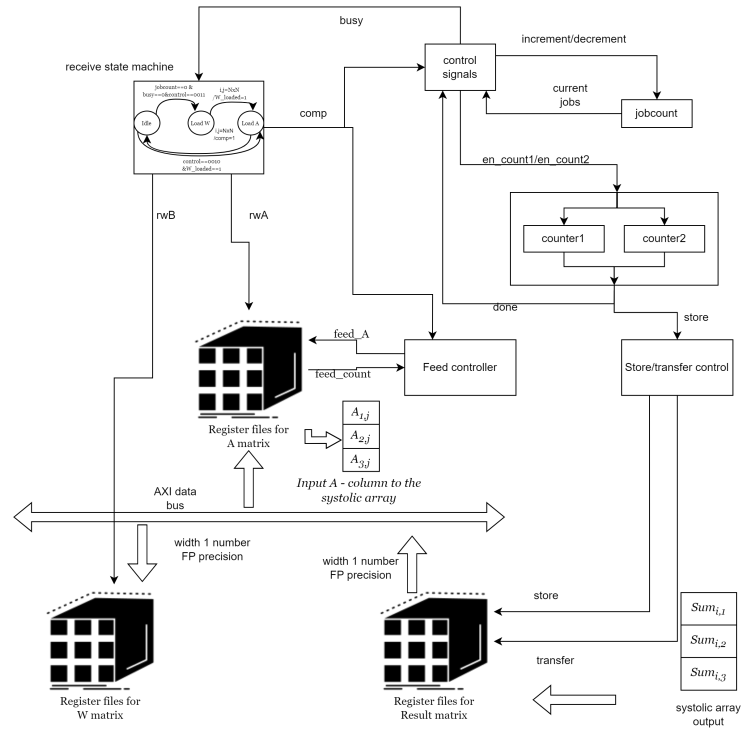 busy
increment/decrement
receive state machine
control
signals
jobcount==0 &
busy==0&control==0011
i,j=NxN
/W_loaded=1
current
jobs
jobcount
Idle
Load W
Load A
comp
i,j=NxN
/comp=1
control==0010
&W_loaded==1
en_count1/en_count2
rwB
rwA
counter1
counter2
done
store
feed_A
feed_count
Feed controller
Store/transfer control
Register files for
A matrix
A1,j
A2,j
A3,j
Input A - column to the
systolic array
AXI data
bus
width 1 number
FP precision
width 1 number
FP precision
store
transfer
Sumi,1
Sumi,2
Sumi,3
Register files for
W matrix
Register files for
Result matrix
systolic array
output